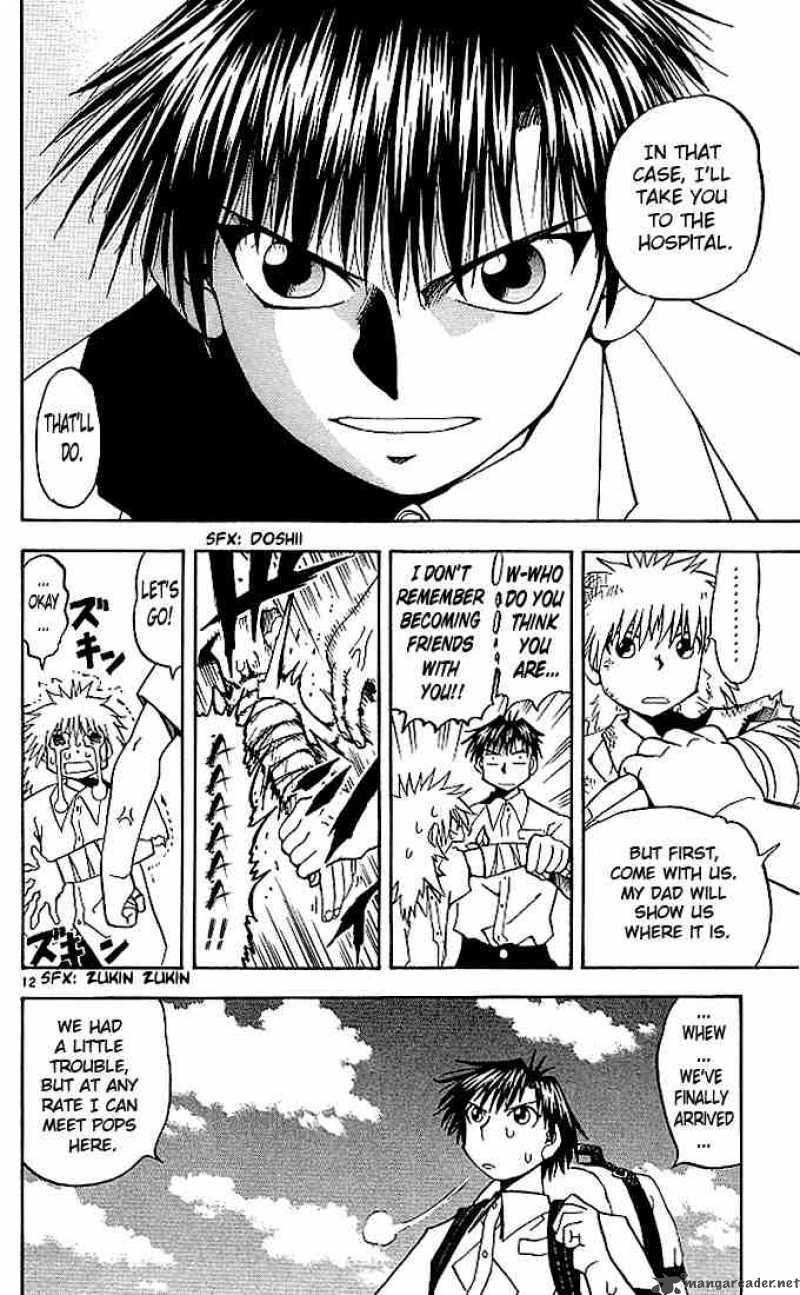 IN THAT
CASE, I'LL
TAKE YOU
TO THE
HOSPITAL.
THAT'LL
DO.
SFX: DOSHII
.........
BUT FIRST,
COME WITH US.
MY DAD WILL
SHOW US
WHERE IT IS.
W-WHO
DO YOU
THINK
YOU
ARE...
I DON'T
REMEMBER
BECOMING
FRIENDS
WITH
YOU!!
AAAAAA!!
LET'S
GO!
...
OKAY
...
ズキン
ズキン
12 SFX: ZUKIN ZUKIN
...
WHEW
...
WE'VE
FINALLY
ARRIVED
...
WE HAD
A LITTLE
TROUBLE,
BUT AT ANY
RATE I CAN
MEET POPS
HERE.
mangareader.net